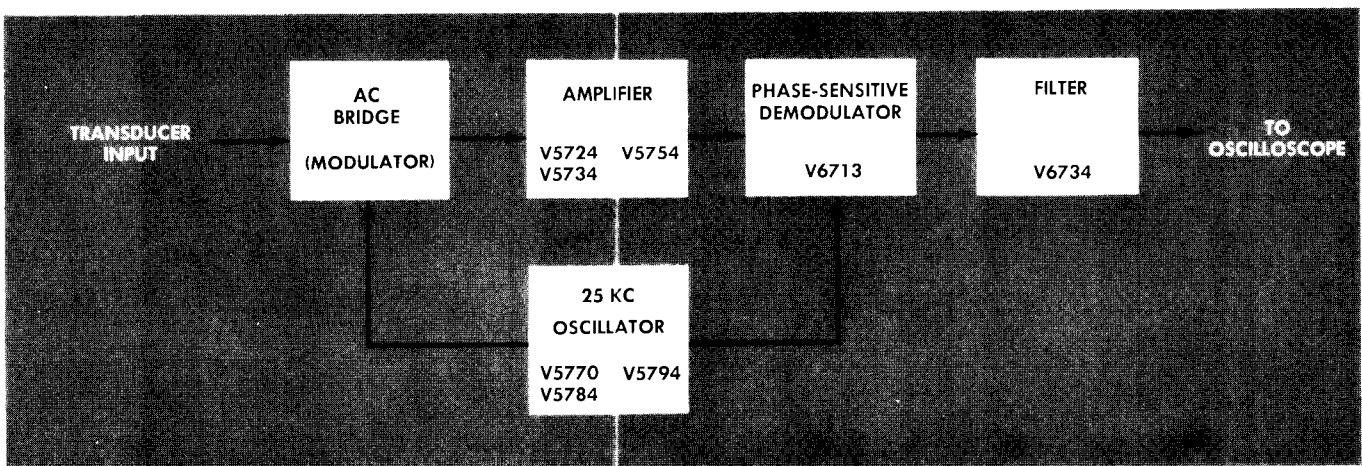 TRANSDUCER
INPUT
AC
BRIDGE
(MODULATOR)
AMPLIFIER
V5724 V5754
V5734
PHASE-SENSITIVE
DEMODULATOR
V6713
FILTER
V6734
TO
OSCILLOSCOPE
25 KC
OSCILLATOR
V5770 V5794
V5784